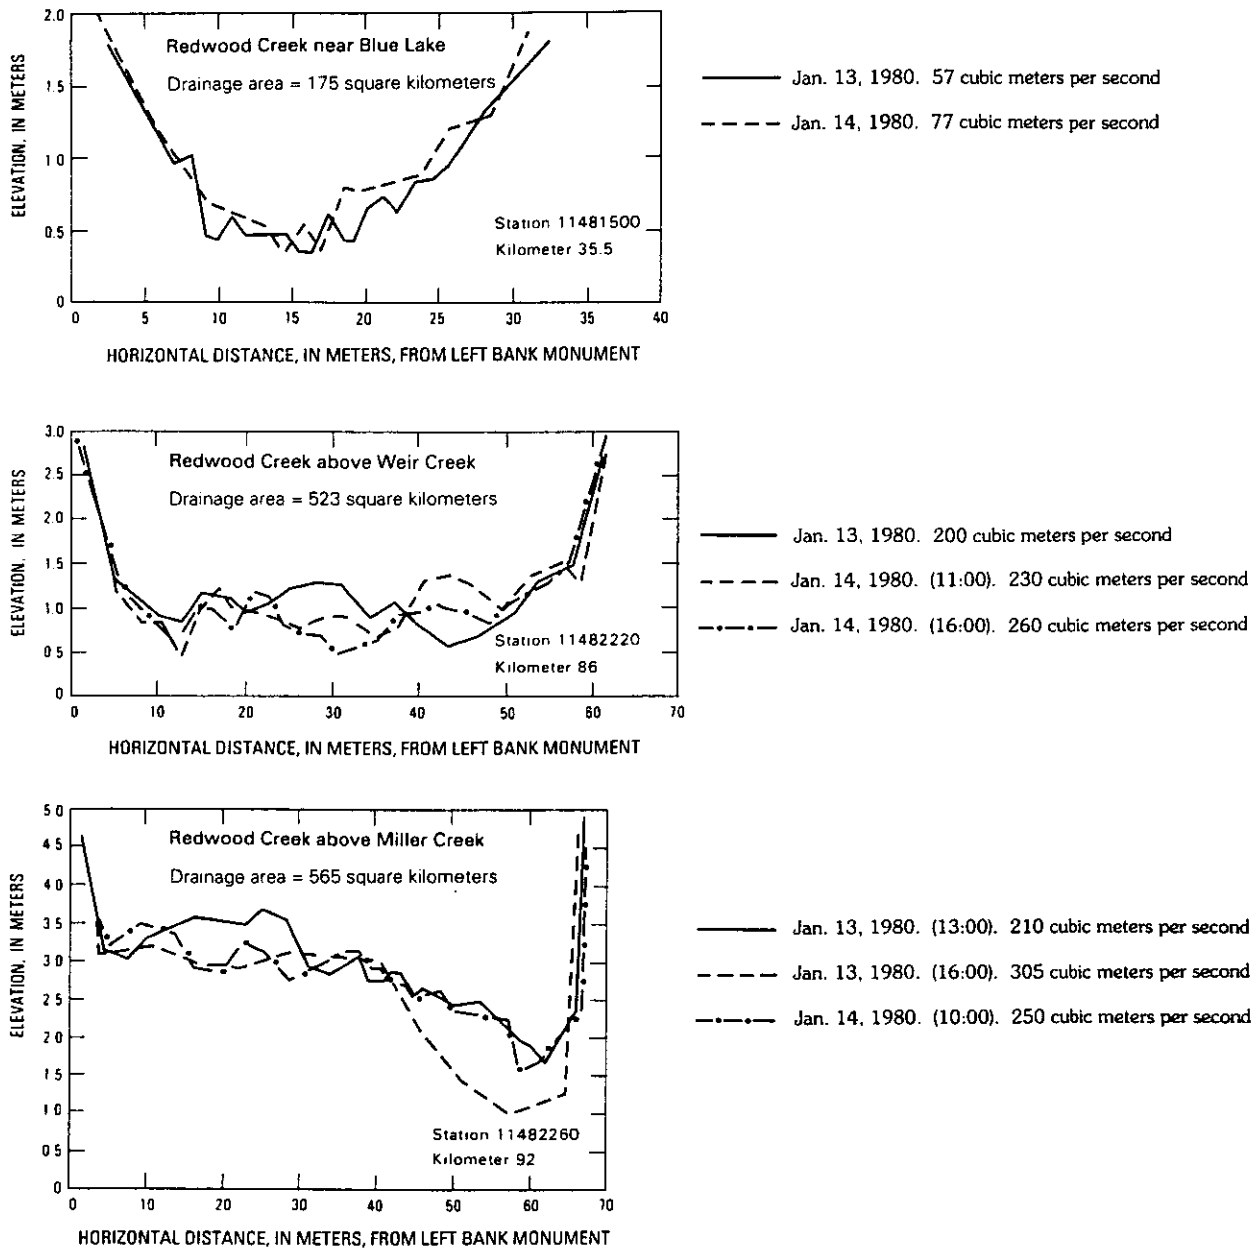 2.0
1.5
1 0
0.5
0
ELEVATION, IN METERS
Redwood Creek near Blue Lake
Drainage area = 175 square kilometers
Station 11481500
Kilometer 35.5
0 5 10 15 20 25 30 35 40
HORIZONTAL DISTANCE, IN METERS, FROM LEFT BANK MONUMENT
Jan. 13, 1980. 57 cubic meters per second
Jan. 14, 1980. 77 cubic meters per second
3.0
2.5
2.0
1.5
1.0
0 5
0
ELEVATION, IN METERS
Redwood Creek above Weir Creek
Drainage area = 523 square kilometers
Station 11482220
Kilometer 86
0 10 20 30 40 50 60 70
HORIZONTAL DISTANCE, IN METERS, FROM LEFT BANK MONUMENT
Jan. 13, 1980. 200 cubic meters per second
Jan. 14, 1980. (11:00). 230 cubic meters per second
Jan. 14, 1980. (16:00). 260 cubic meters per second
5 0
4 5
4.0
3.5
3.0
2.5
2.0
1.5
1 0
0 5
0
ELEVATION, IN METERS
Redwood Creek above Miller Creek
Drainage area = 565 square kilometers
Station 11482260
Kilometer 92
0 10 20 30 40 50 60 70
HORIZONTAL DISTANCE, IN METERS, FROM LEFT BANK MONUMENT
Jan. 13, 1980. (13:00). 210 cubic meters per second
Jan. 13, 1980. (16:00). 305 cubic meters per second
Jan. 14, 1980. (10:00). 250 cubic meters per second